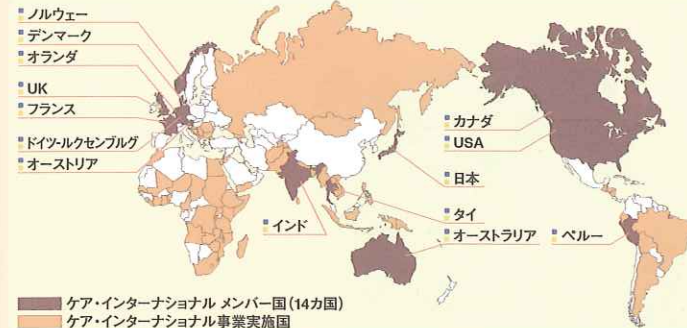 ノルウェー
デンマーク
オランダ
UK
フランス
ドイツ-ルクセンブルグ
オーストリア
インド
カナダ
USA
日本
タイ
オーストラリア
ペルー
ケア・インターナショナル メンバー国(14カ国)
ケア・インターナショナル事業実施国